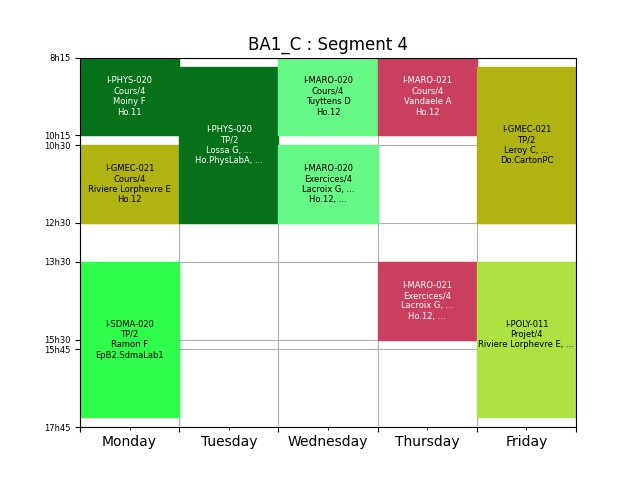 BA1_C : Segment 4
8h15
10h15
10h30
12h30
13h30
15h30
15h45
17h45
I-PHYS-020
Cours/4
Moiny F
Ho.11
I-GMEC-021
Cours/4
Riviere Lorphevre E
Ho.12
I-SDMA-020
TP/2
Ramon F
EpB2.SdmaLab1
I-PHYS-020
TP/2
Lossa G, ...
Ho.PhysLabA, ...
I-MARO-020
Cours/4
Tuyttens D
Ho.12
I-MARO-020
Exercices/4
Lacroix G, ...
Ho.12, ...
I-MARO-021
Cours/4
Vandaele A
Ho.12
I-MARO-021
Exercices/4
Lacroix G, ...
Ho.12, ...
I-GMEC-021
TP/2
Leroy C, ...
Do.CartonPC
I-POLY-011
Projet/4
Riviere Lorphevre E, ...
Monday
Tuesday
Wednesday
Thursday
Friday